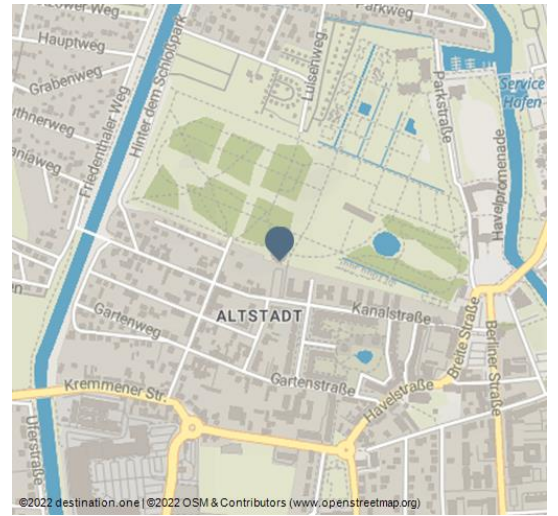 Parkweg
Hauptweg
Grabenweg
Luisenweg
Hinter dem Schloßpark
Friedenthaler Weg
Parkstraße
Service
Hafen
Havelpromenade
ALTSTADT
Kanalstraße
Gartenweg
Gartenstraße
Breite Straße
Berliner Straße
Havelstraße
Kremmener Str.
Uferstraße
©2022 destination.one | ©2022 OSM & Contributors (www.openstreetmap.org)